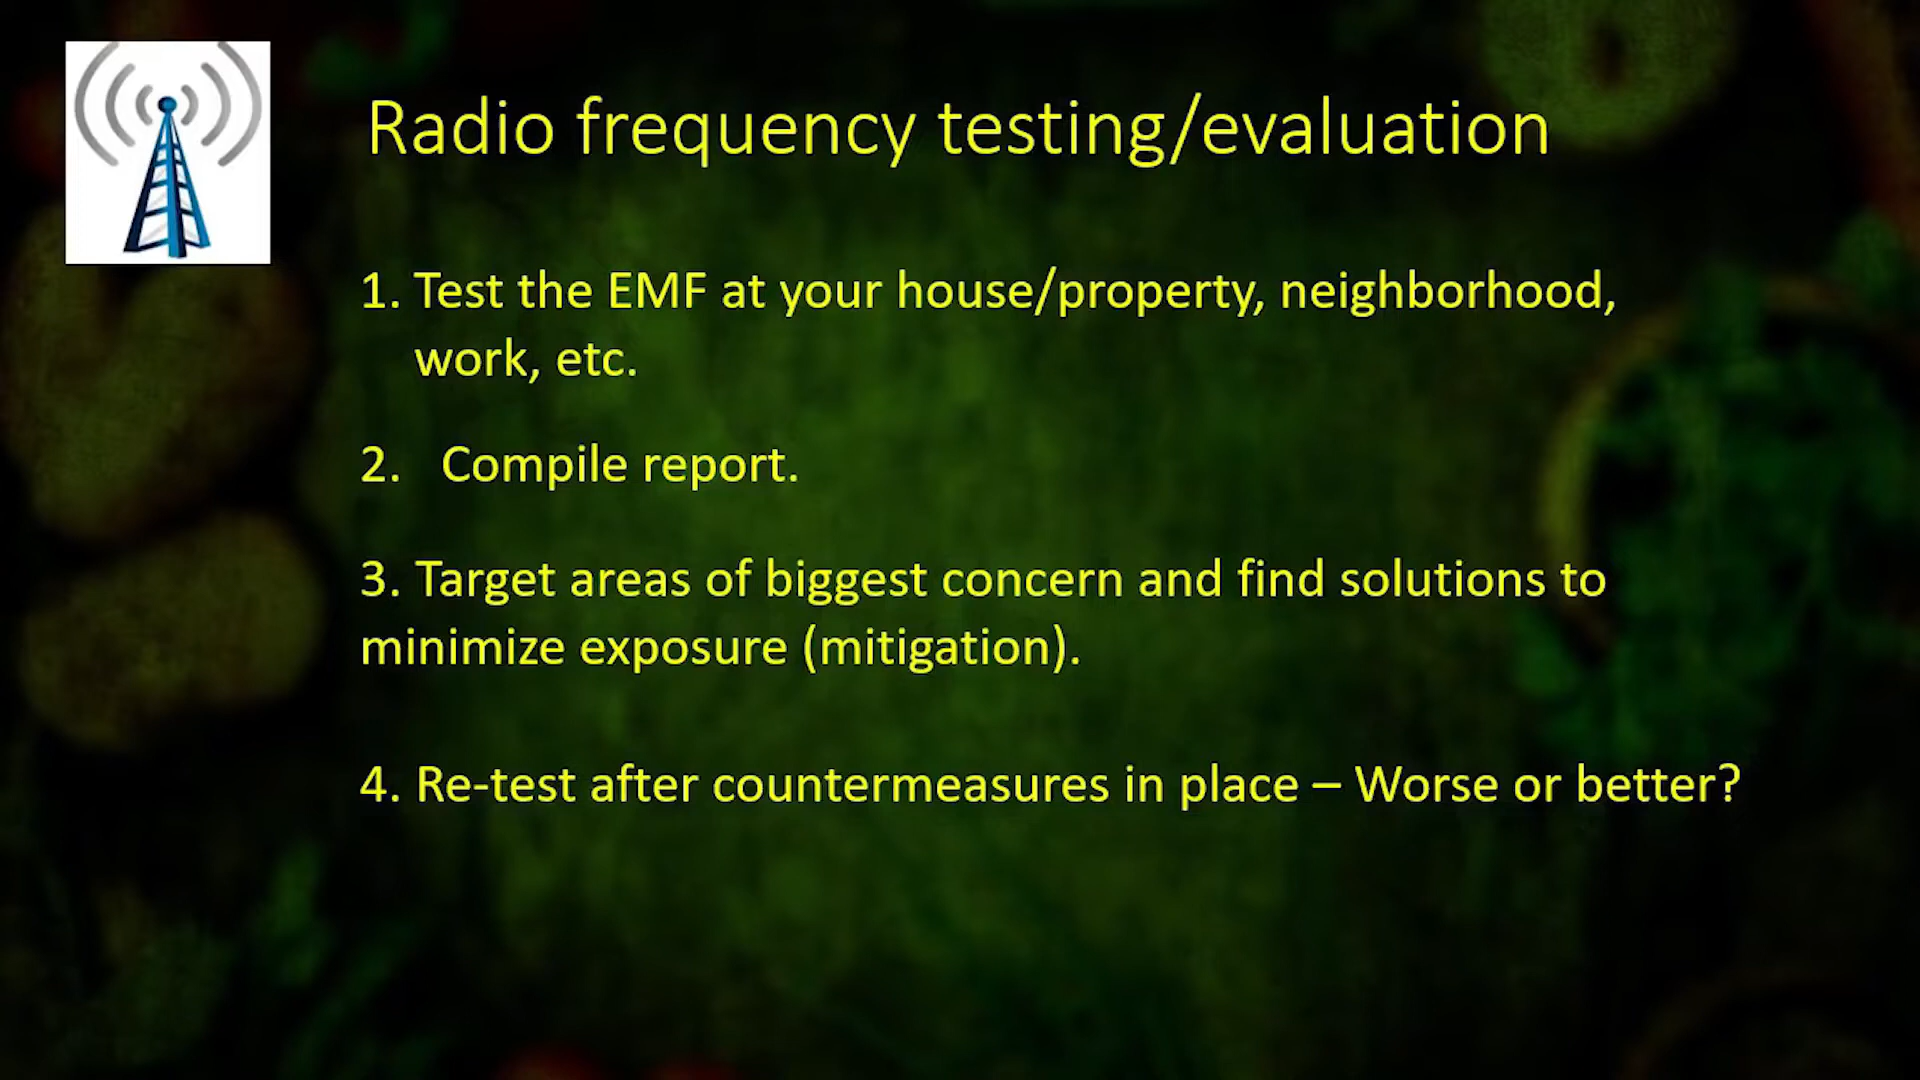 Radio frequency testing/evaluation
1. Test the EMF at your house/property, neighborhood,
work, etc.
2. Compile report.
3. Target areas of biggest concern and find solutions to
minimize exposure (mitigation).
4. Re-test after countermeasures in place – Worse or better?